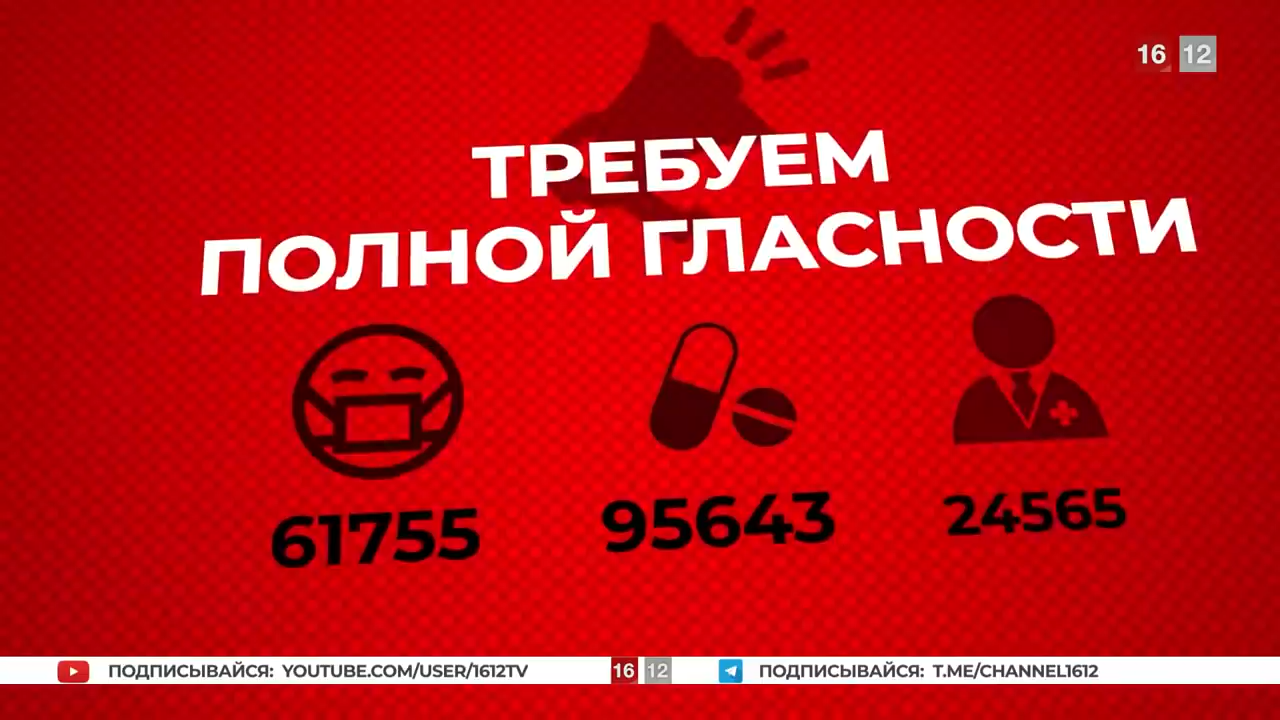 16 12
ТРЕБУЕМ
ПОЛНОЙ ГЛАСНОСТИ
61755 95643 24565
ПОДПИСЫВАЙСЯ: YOUTUBE.COM/USER/1612TV 16 12 ПОДПИСЫВАЙСЯ: T.ME/CHANNEL1612